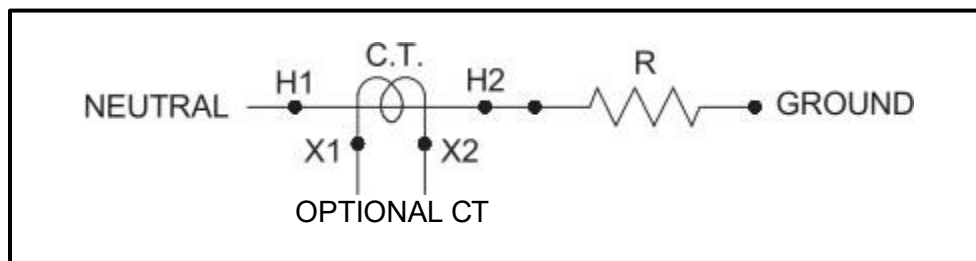 C.T.
R
H1
H2
NEUTRAL
GROUND
X1
X2
OPTIONAL CT